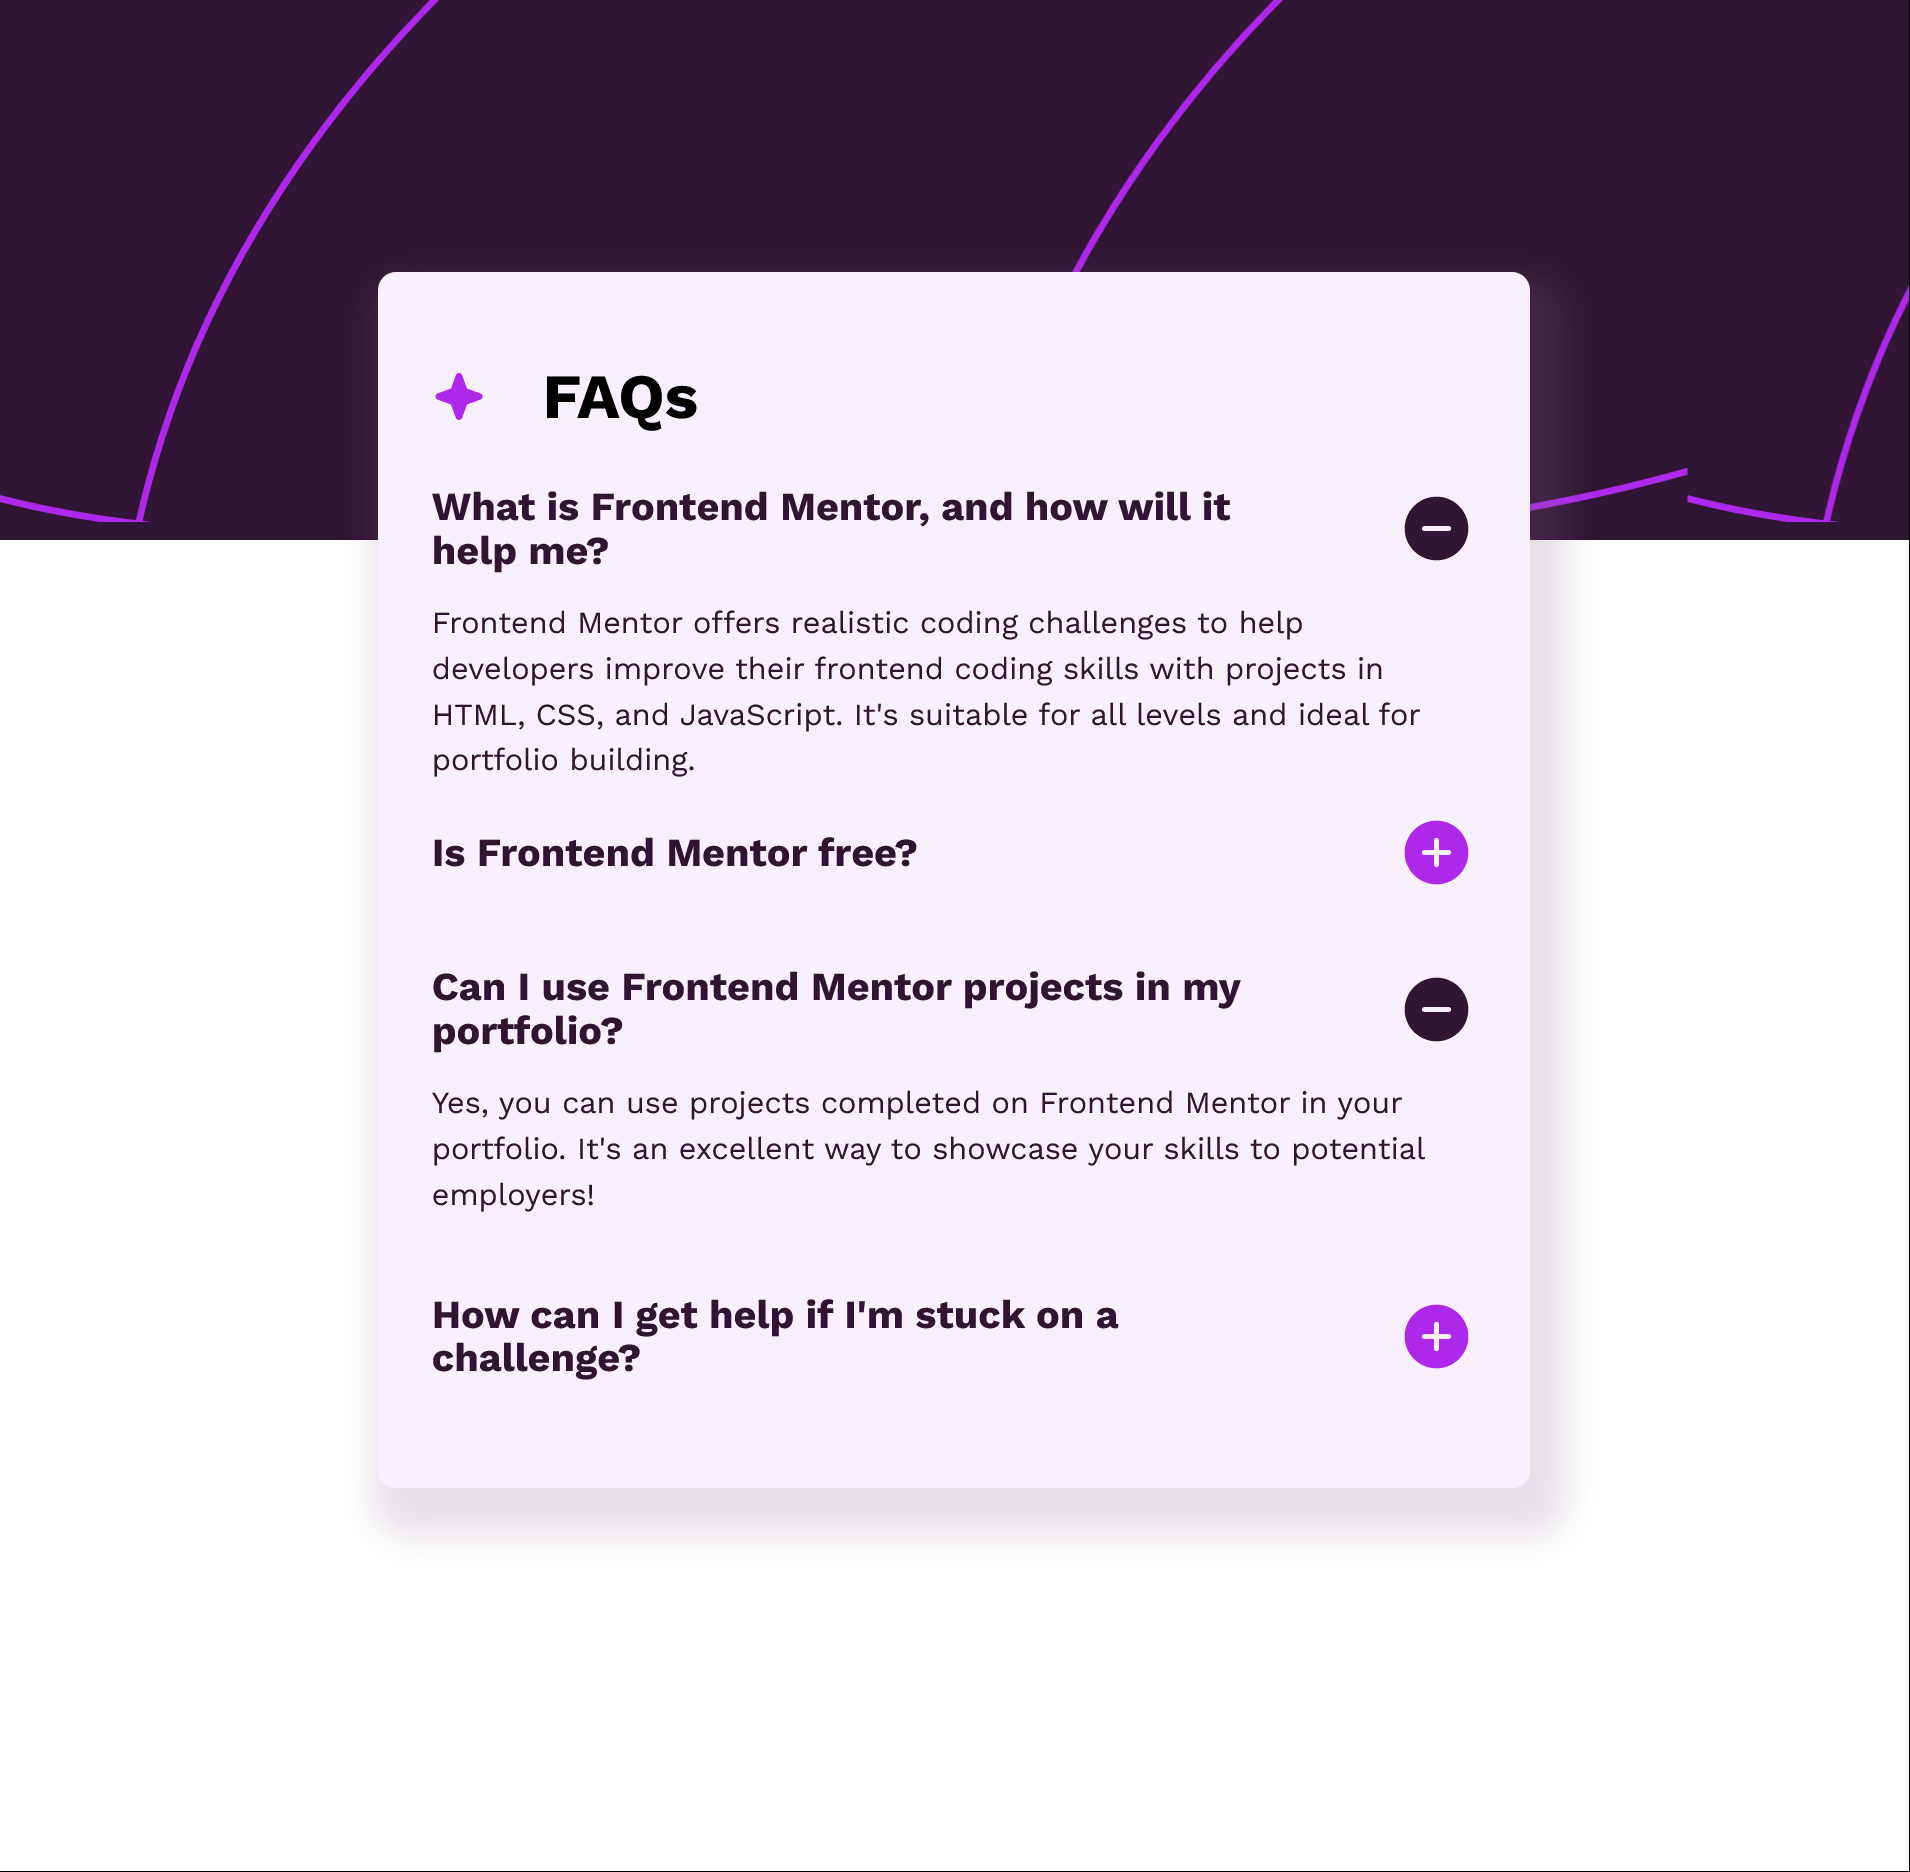 FAQs
What is Frontend Mentor, and how will it
help me?
Frontend Mentor offers realistic coding challenges to help
developers improve their frontend coding skills with projects in
HTML, CSS, and JavaScript. It's suitable for all levels and ideal for
portfolio building.
Is Frontend Mentor free?
Can I use Frontend Mentor projects in my
portfolio?
Yes, you can use projects completed on Frontend Mentor in your
portfolio. It's an excellent way to showcase your skills to potential
employers!
How can I get help if I'm stuck on a
challenge?